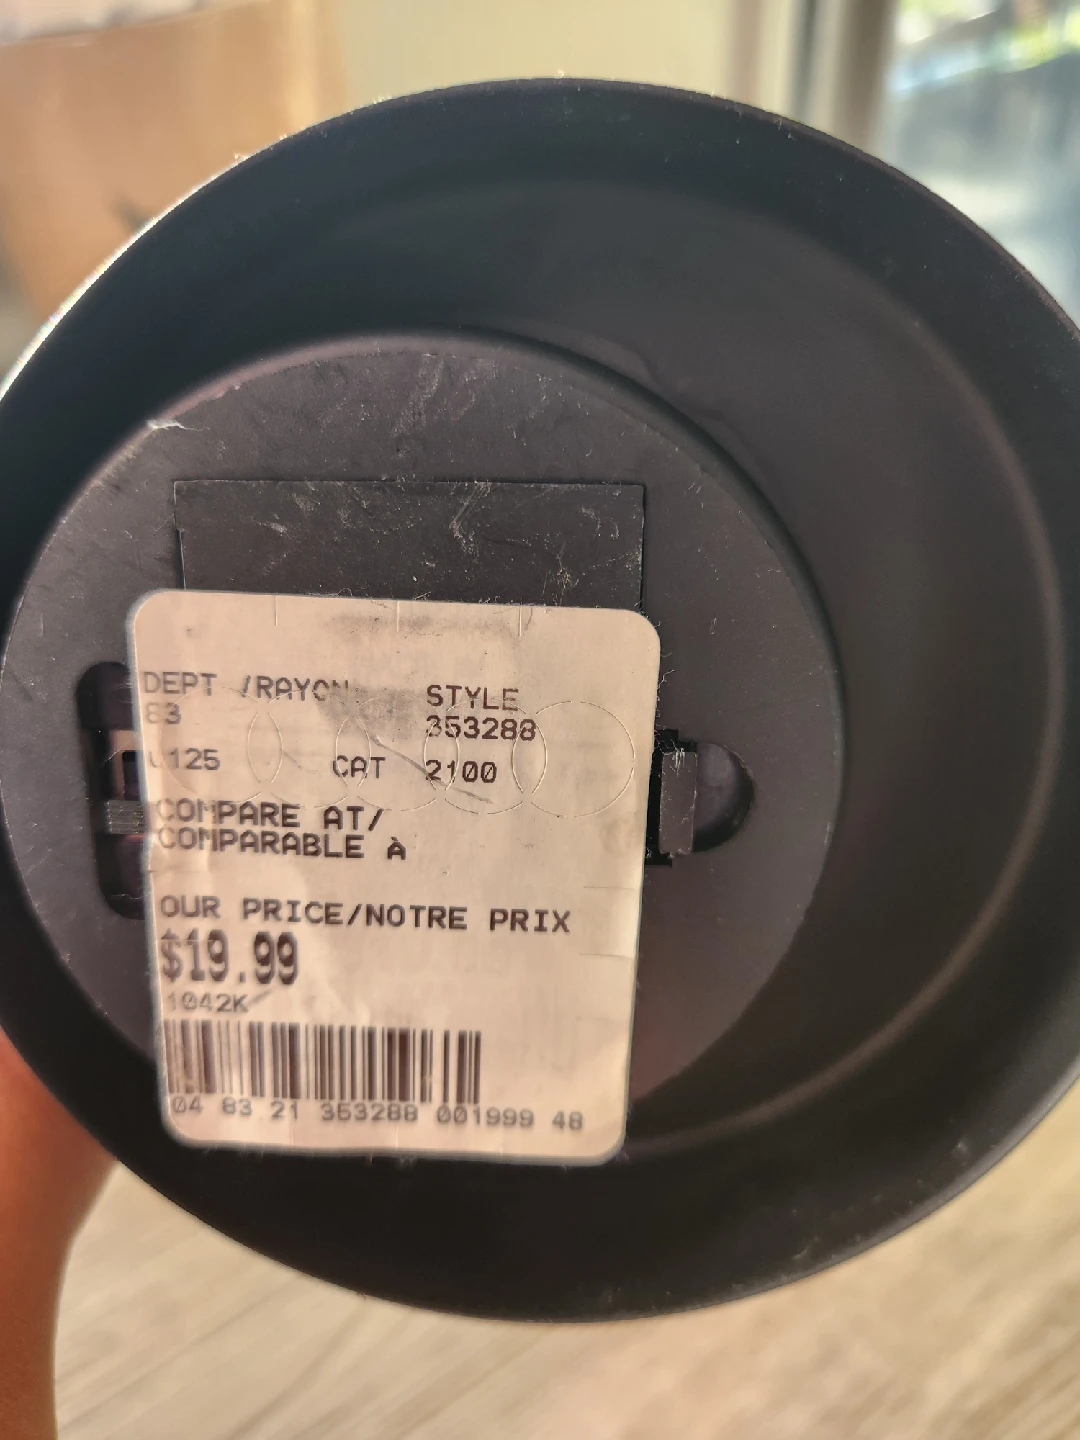 DEPT /RAYON STYLE
83 353288
0125 CAT 2100
COMPARE AT/
COMPARABLE À
OUR PRICE/NOTRE PRIX
$19.99
1042K
04 83 21 353288 001999 48